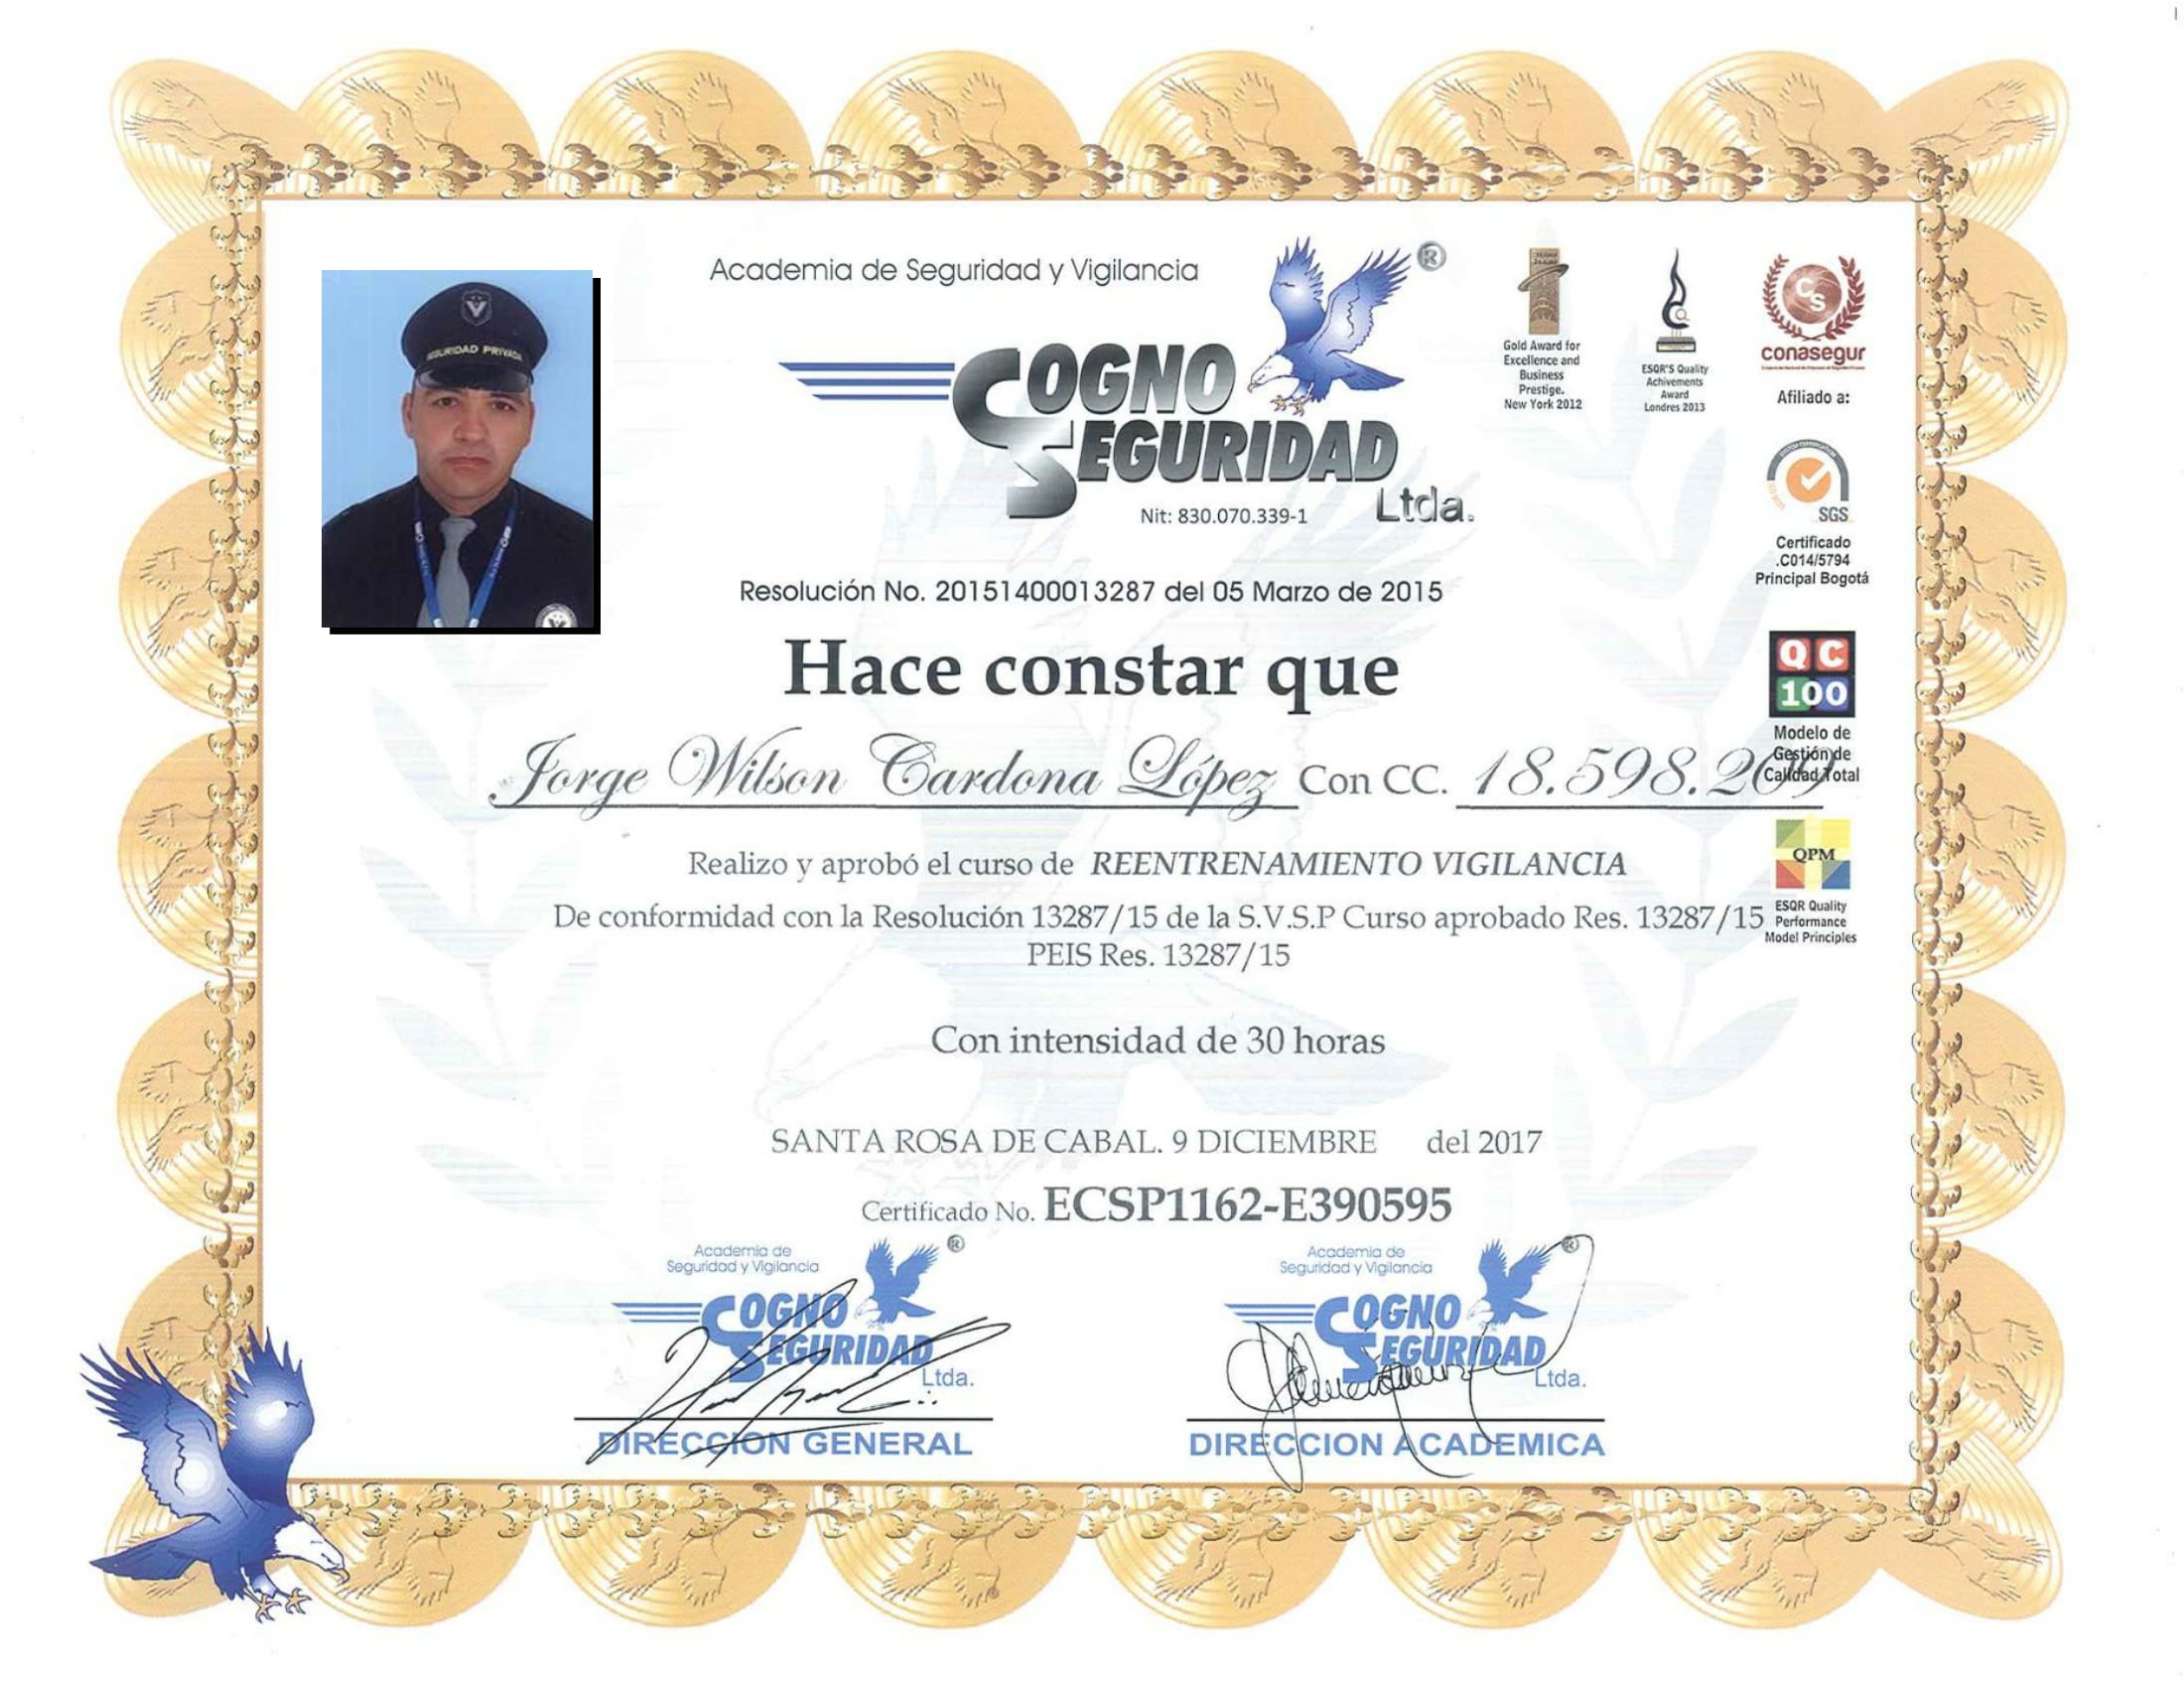 SEGURIDAD PRIVADA
Academia de Seguridad y Vigilancia
®
COGNO
SEGURIDAD
Ltda.
Nit: 830.070.339-1
Gold Award for
Excellence and
Business
Prestige.
New York 2012
ESQR'S Quality
Achivements
Award
Londres 2013
CS
conasegur
Afiliado a:
SGS
Certificado
.C014/5794
Principal Bogotá
Resolución No. 20151400013287 del 05 Marzo de 2015
Hace constar que
QC
100
Modelo de
Gestión de
Calidad Total
Jorge Wilson Cardona López Con CC. 18.598.269
Realizo y aprobó el curso de REENTRENAMIENTO VIGILANCIA
QPM
ESQR Quality
Performance
Model Principles
De conformidad con la Resolución 13287/15 de la S.V.S.P Curso aprobado Res. 13287/15
PEIS Res. 13287/15
Con intensidad de 30 horas
SANTA ROSA DE CABAL. 9 DICIEMBRE del 2017
Certificado No. ECSP1162-E390595
Academia de
Seguridad y Vigilancia
®
COGNO
SEGURIDAD
Ltda.
DIRECCION GENERAL
Academia de
Seguridad y Vigilancia
®
COGNO
SEGURIDAD
Ltda.
DIRECCION ACADEMICA